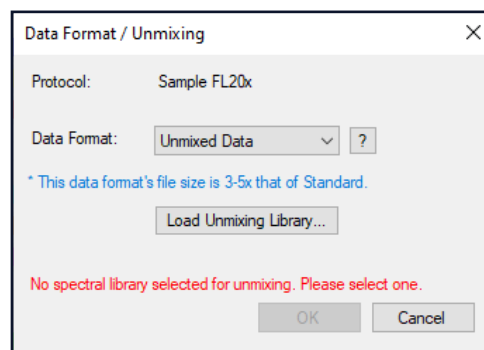 Data Format / Unmixing
Protocol: Sample FL20x
Data Format: Unmixed Data ?
* This data format's file size is 3-5x that of Standard.
Load Unmixing Library...
No spectral library selected for unmixing. Please select one.
OK Cancel